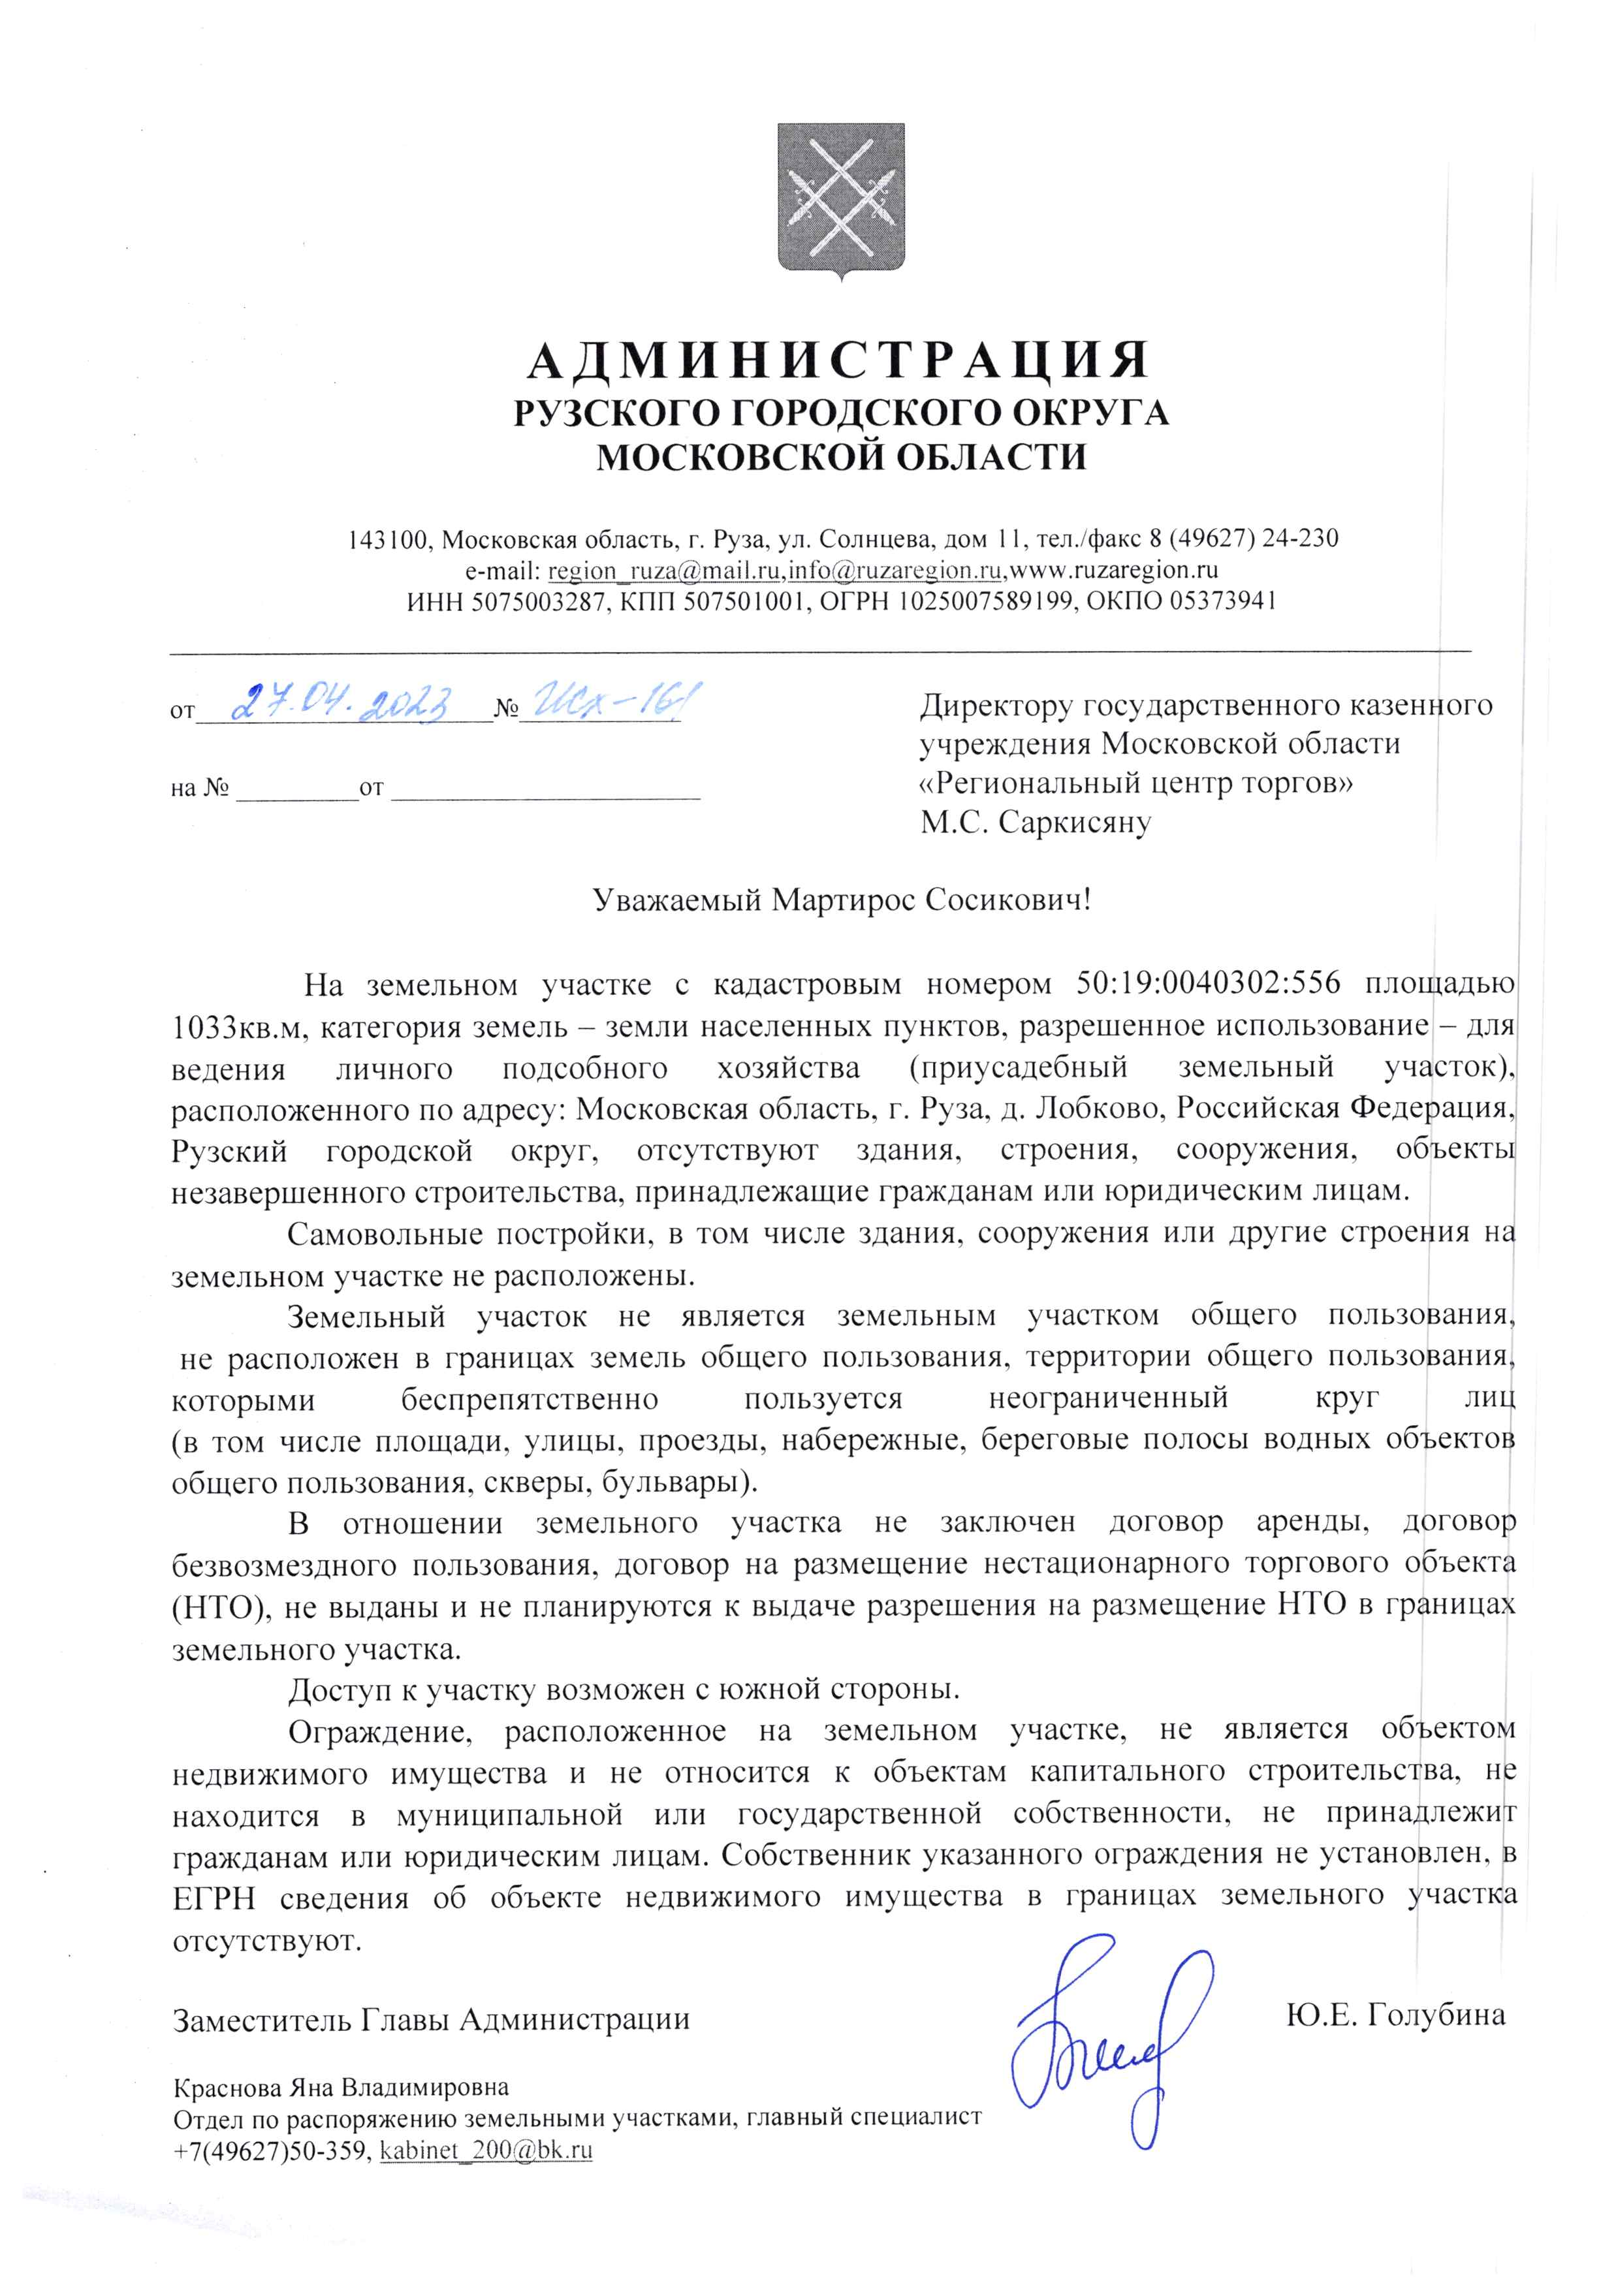 АДМИНИСТРАЦИЯ
РУЗСКОГО ГОРОДСКОГО ОКРУГА
МОСКОВСКОЙ ОБЛАСТИ
143100, Московская область, г. Руза, ул. Солнцева, дом 11, тел./факс 8 (49627) 24-230
e-mail: region_ruza@mail.ru,info@ruzaregion.ru,www.ruzaregion.ru
ИНН 5075003287, КПП 507501001, ОГРН 1025007589199, ОКПО 05373941
от 27.04.2023 № Исх-161
на № __________ от __________
Директору государственного казенного
учреждения Московской области
«Региональный центр торгов»
М.С. Саркисяну
Уважаемый Мартирос Сосикович!
На земельном участке с кадастровым номером 50:19:0040302:556 площадью
1033кв.м, категория земель – земли населенных пунктов, разрешенное использование – для
ведения личного подсобного хозяйства (приусадебный земельный участок),
расположенного по адресу: Московская область, г. Руза, д. Лобково, Российская Федерация,
Рузский городской округ, отсутствуют здания, строения, сооружения, объекты
незавершенного строительства, принадлежащие гражданам или юридическим лицам.
Самовольные постройки, в том числе здания, сооружения или другие строения на
земельном участке не расположены.
Земельный участок не является земельным участком общего пользования,
не расположен в границах земель общего пользования, территории общего пользования,
которыми беспрепятственно пользуется неограниченный круг лиц
(в том числе площади, улицы, проезды, набережные, береговые полосы водных объектов
общего пользования, скверы, бульвары).
В отношении земельного участка не заключен договор аренды, договор
безвозмездного пользования, договор на размещение нестационарного торгового объекта
(НТО), не выданы и не планируются к выдаче разрешения на размещение НТО в границах
земельного участка.
Доступ к участку возможен с южной стороны.
Ограждение, расположенное на земельном участке, не является объектом
недвижимого имущества и не относится к объектам капитального строительства, не
находится в муниципальной или государственной собственности, не принадлежит
гражданам или юридическим лицам. Собственник указанного ограждения не установлен, в
ЕГРН сведения об объекте недвижимого имущества в границах земельного участка
отсутствуют.
Заместитель Главы Администрации Ю.Е. Голубина
Краснова Яна Владимировна
Отдел по распоряжению земельными участками, главный специалист
+7(49627)50-359, kabinet_200@bk.ru